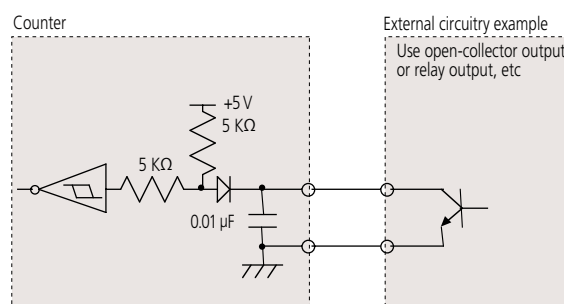 Counter
External circuitry example
Use open-collector output
or relay output, etc
+5 V
5 KΩ
5 KΩ
0.01 µF